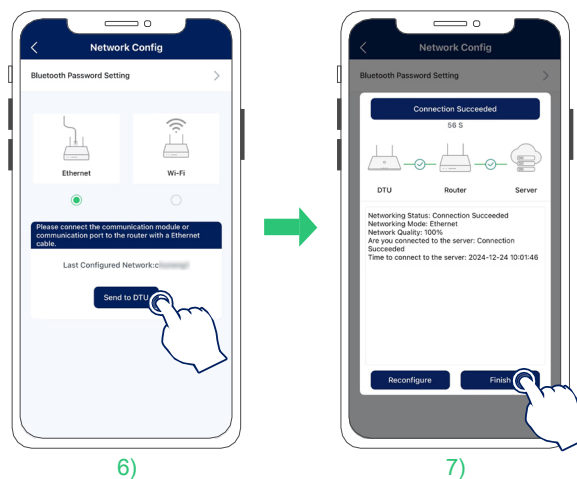 Network Config
Bluetooth Password Setting
Ethernet
Wi-Fi
Please connect the communication module or
communication port to the router with a Ethernet
cable.
Last Configured Network:c
Send to DTU
6)
Network Config
Bluetooth Password Setting
Connection Succeeded
56 S
DTU
Router
Server
Networking Status: Connection Succeeded
Networking Mode: Ethernet
Network Quality: 100%
Are you connected to the server: Connection
Succeeded
Time to connect to the server: 2024-12-24 10:01:46
Reconfigure
Finish
7)